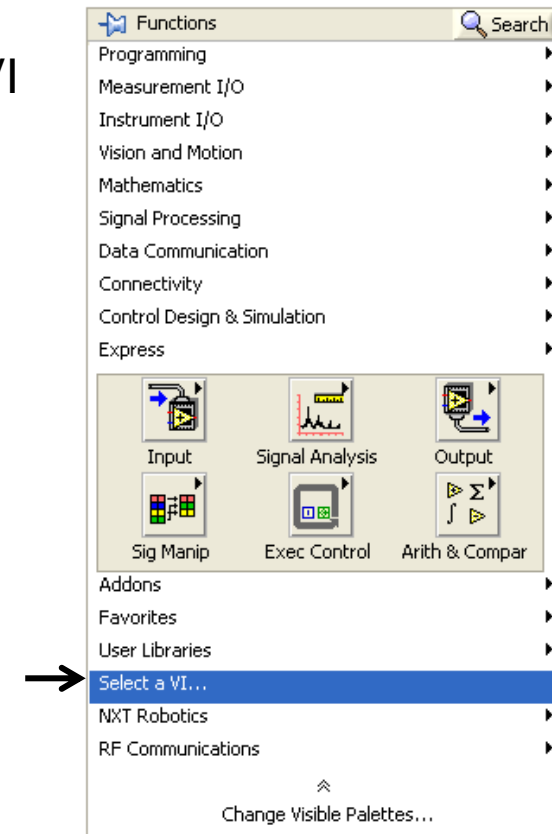 VI
Functions Search
Programming
Measurement I/O
Instrument I/O
Vision and Motion
Mathematics
Signal Processing
Data Communication
Connectivity
Control Design & Simulation
Express
Input Signal Analysis Output
Sig Manip Exec Control Arith & Compar
Addons
Favorites
User Libraries
Select a VI...
NXT Robotics
RF Communications
Change Visible Palettes...